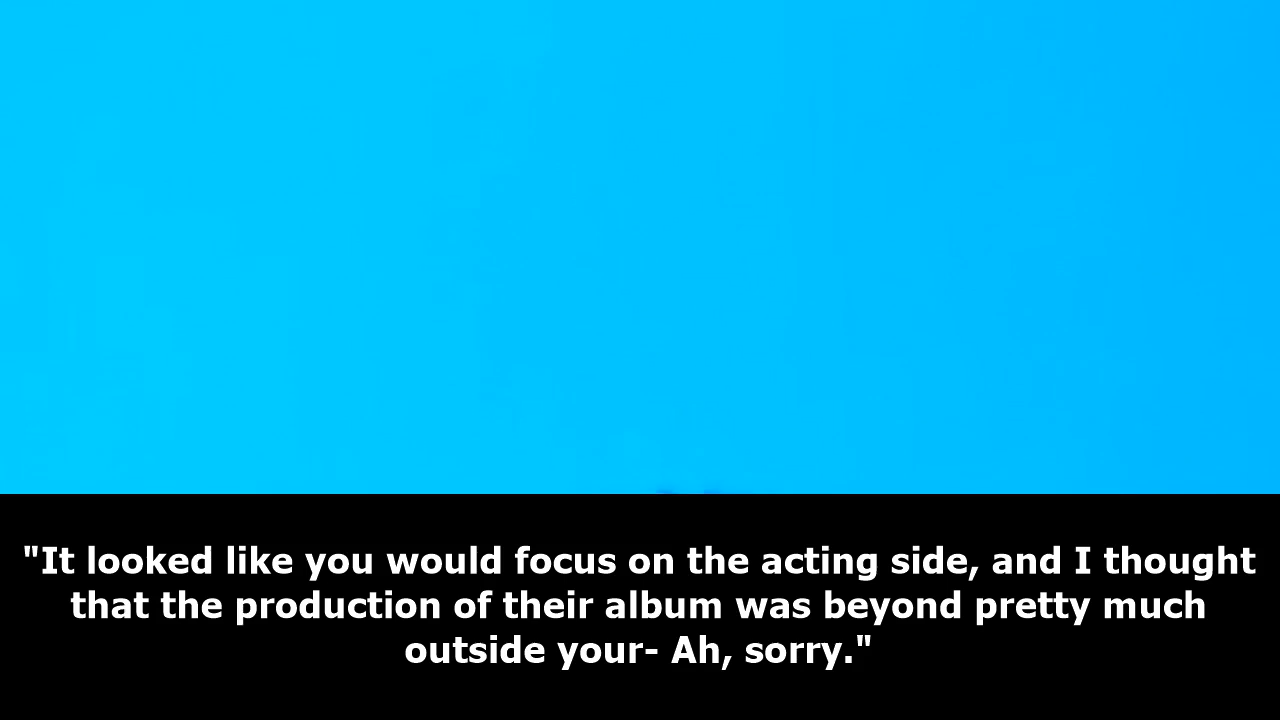 "It looked like you would focus on the acting side, and I thought
that the production of their album was beyond pretty much
outside your- Ah, sorry."